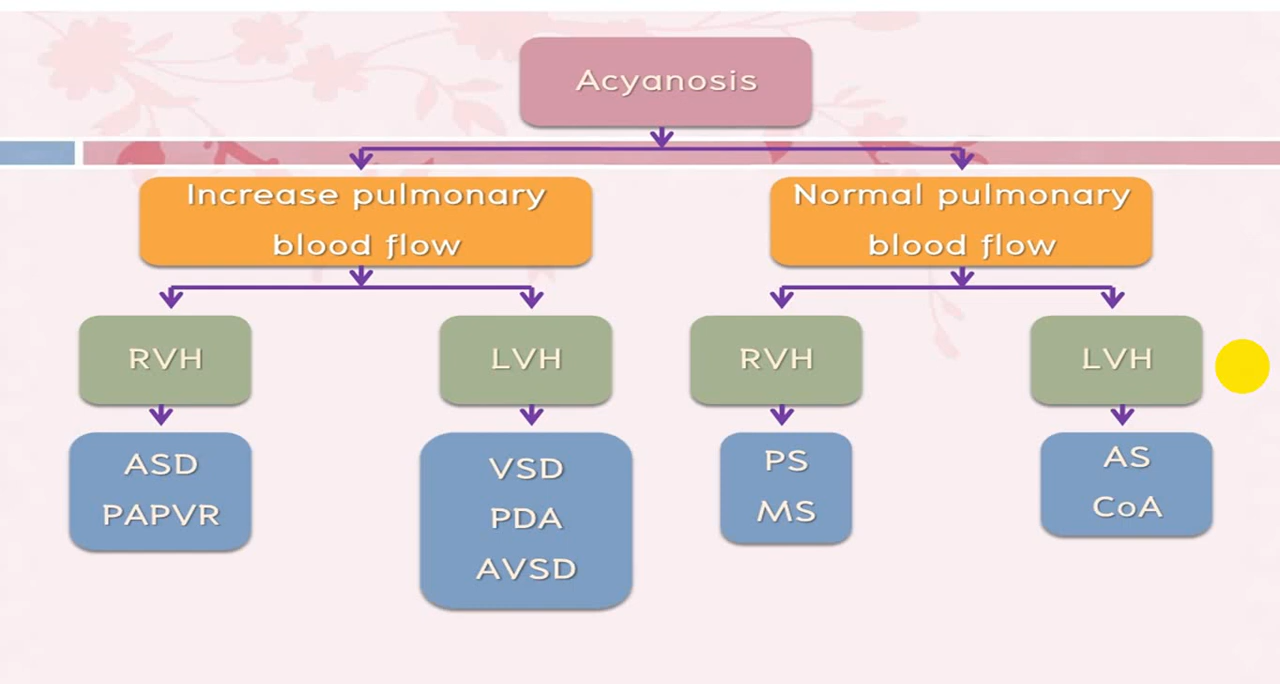 Acyanosis
Increase pulmonary
blood flow
Normal pulmonary
blood flow
RVH
LVH
RVH
LVH
ASD
PAPVR
VSD
PDA
AVSD
PS
MS
AS
CoA